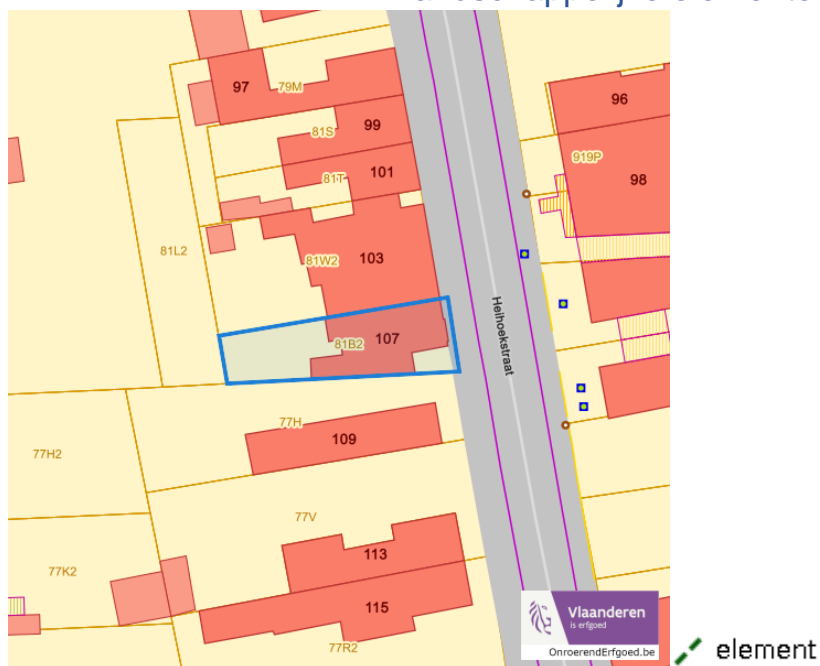 97
79M
96
99
81S
919P
101
81T
98
81L2
103
81W2
Heihoekstraat
107
81B2
77H
109
77H2
77V
113
77K2
115
77R2
Vlaanderen
is erfgoed
OnroerendErfgoed.be
element